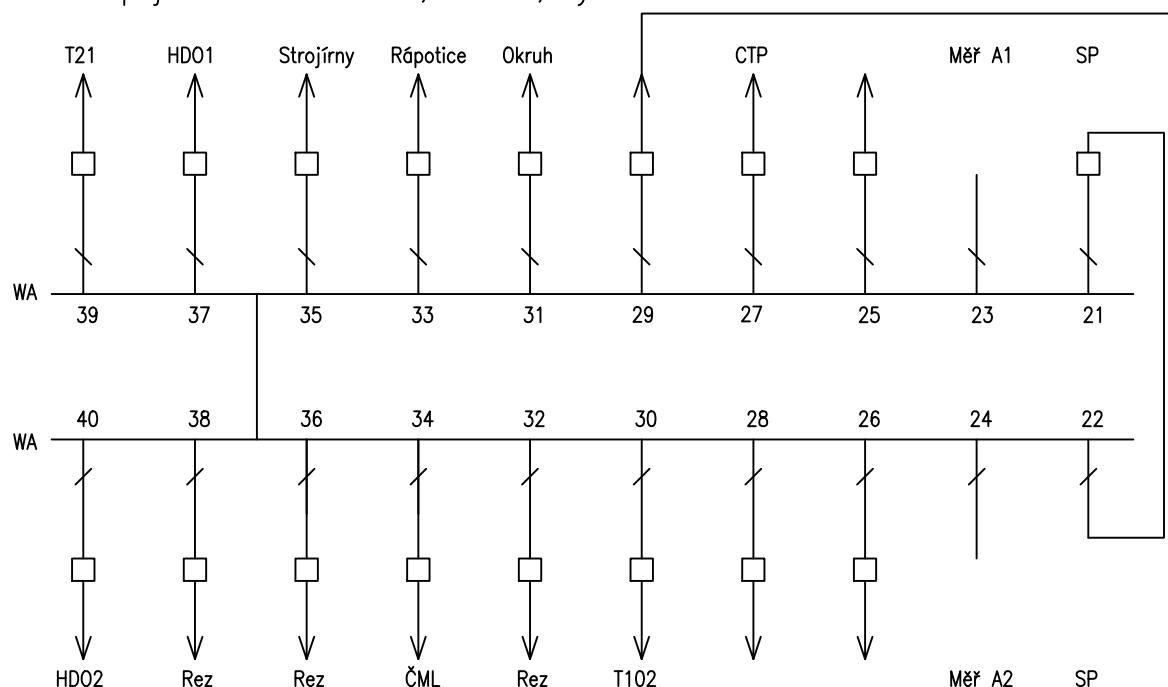 T21 HDO1 Strojírny Rápotice Okruh CTP Měř A1 SP
WA
39 37 35 33 31 29 27 25 23 21
40 38 36 34 32 30 28 26 24 22
WA
HDO2 Rez Rez ČML Rez T102 Měř A2 SP